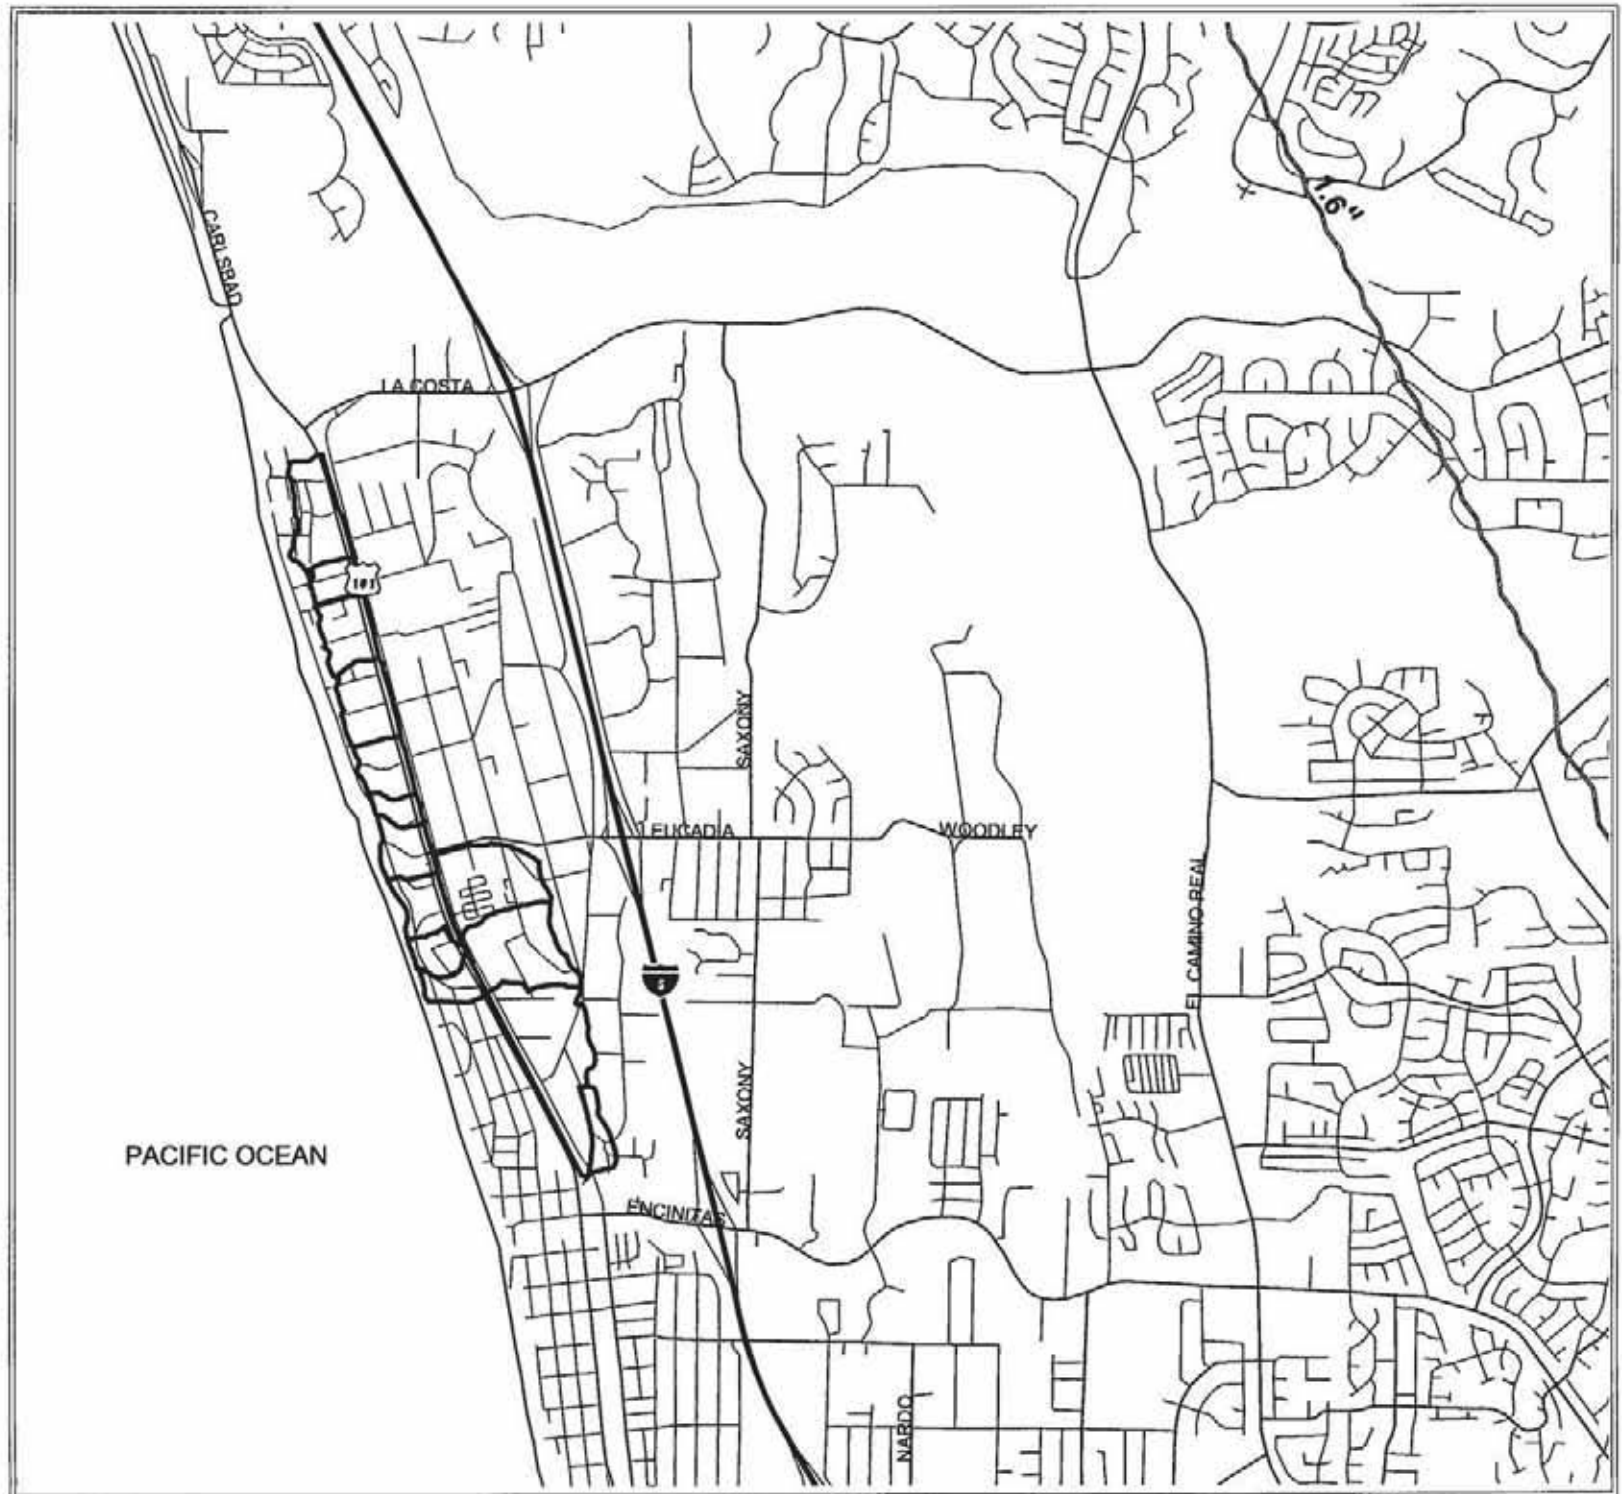 1.6"
CARLSBAD
LA COSTA
101
SAXONY
LEUCADIA
WOODLEY
EL CAMINO REAL
5
SAXONY
PACIFIC OCEAN
ENCINITAS
NARDO